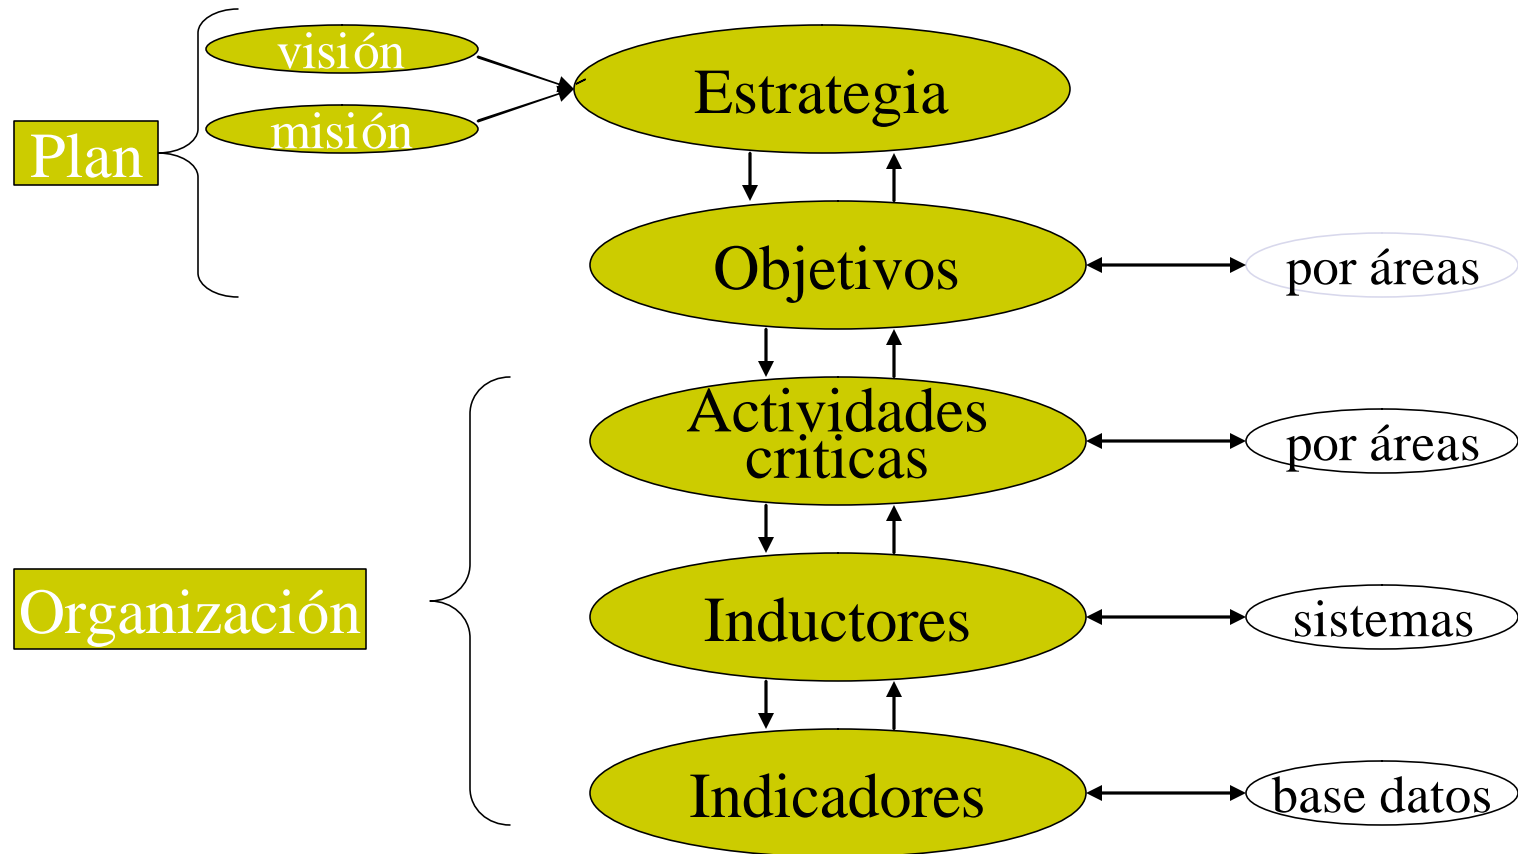 visión
Estrategia
misión
Plan
Objetivos
por áreas
Actividades
criticas
por áreas
Organización
Inductores
sistemas
Indicadores
base datos